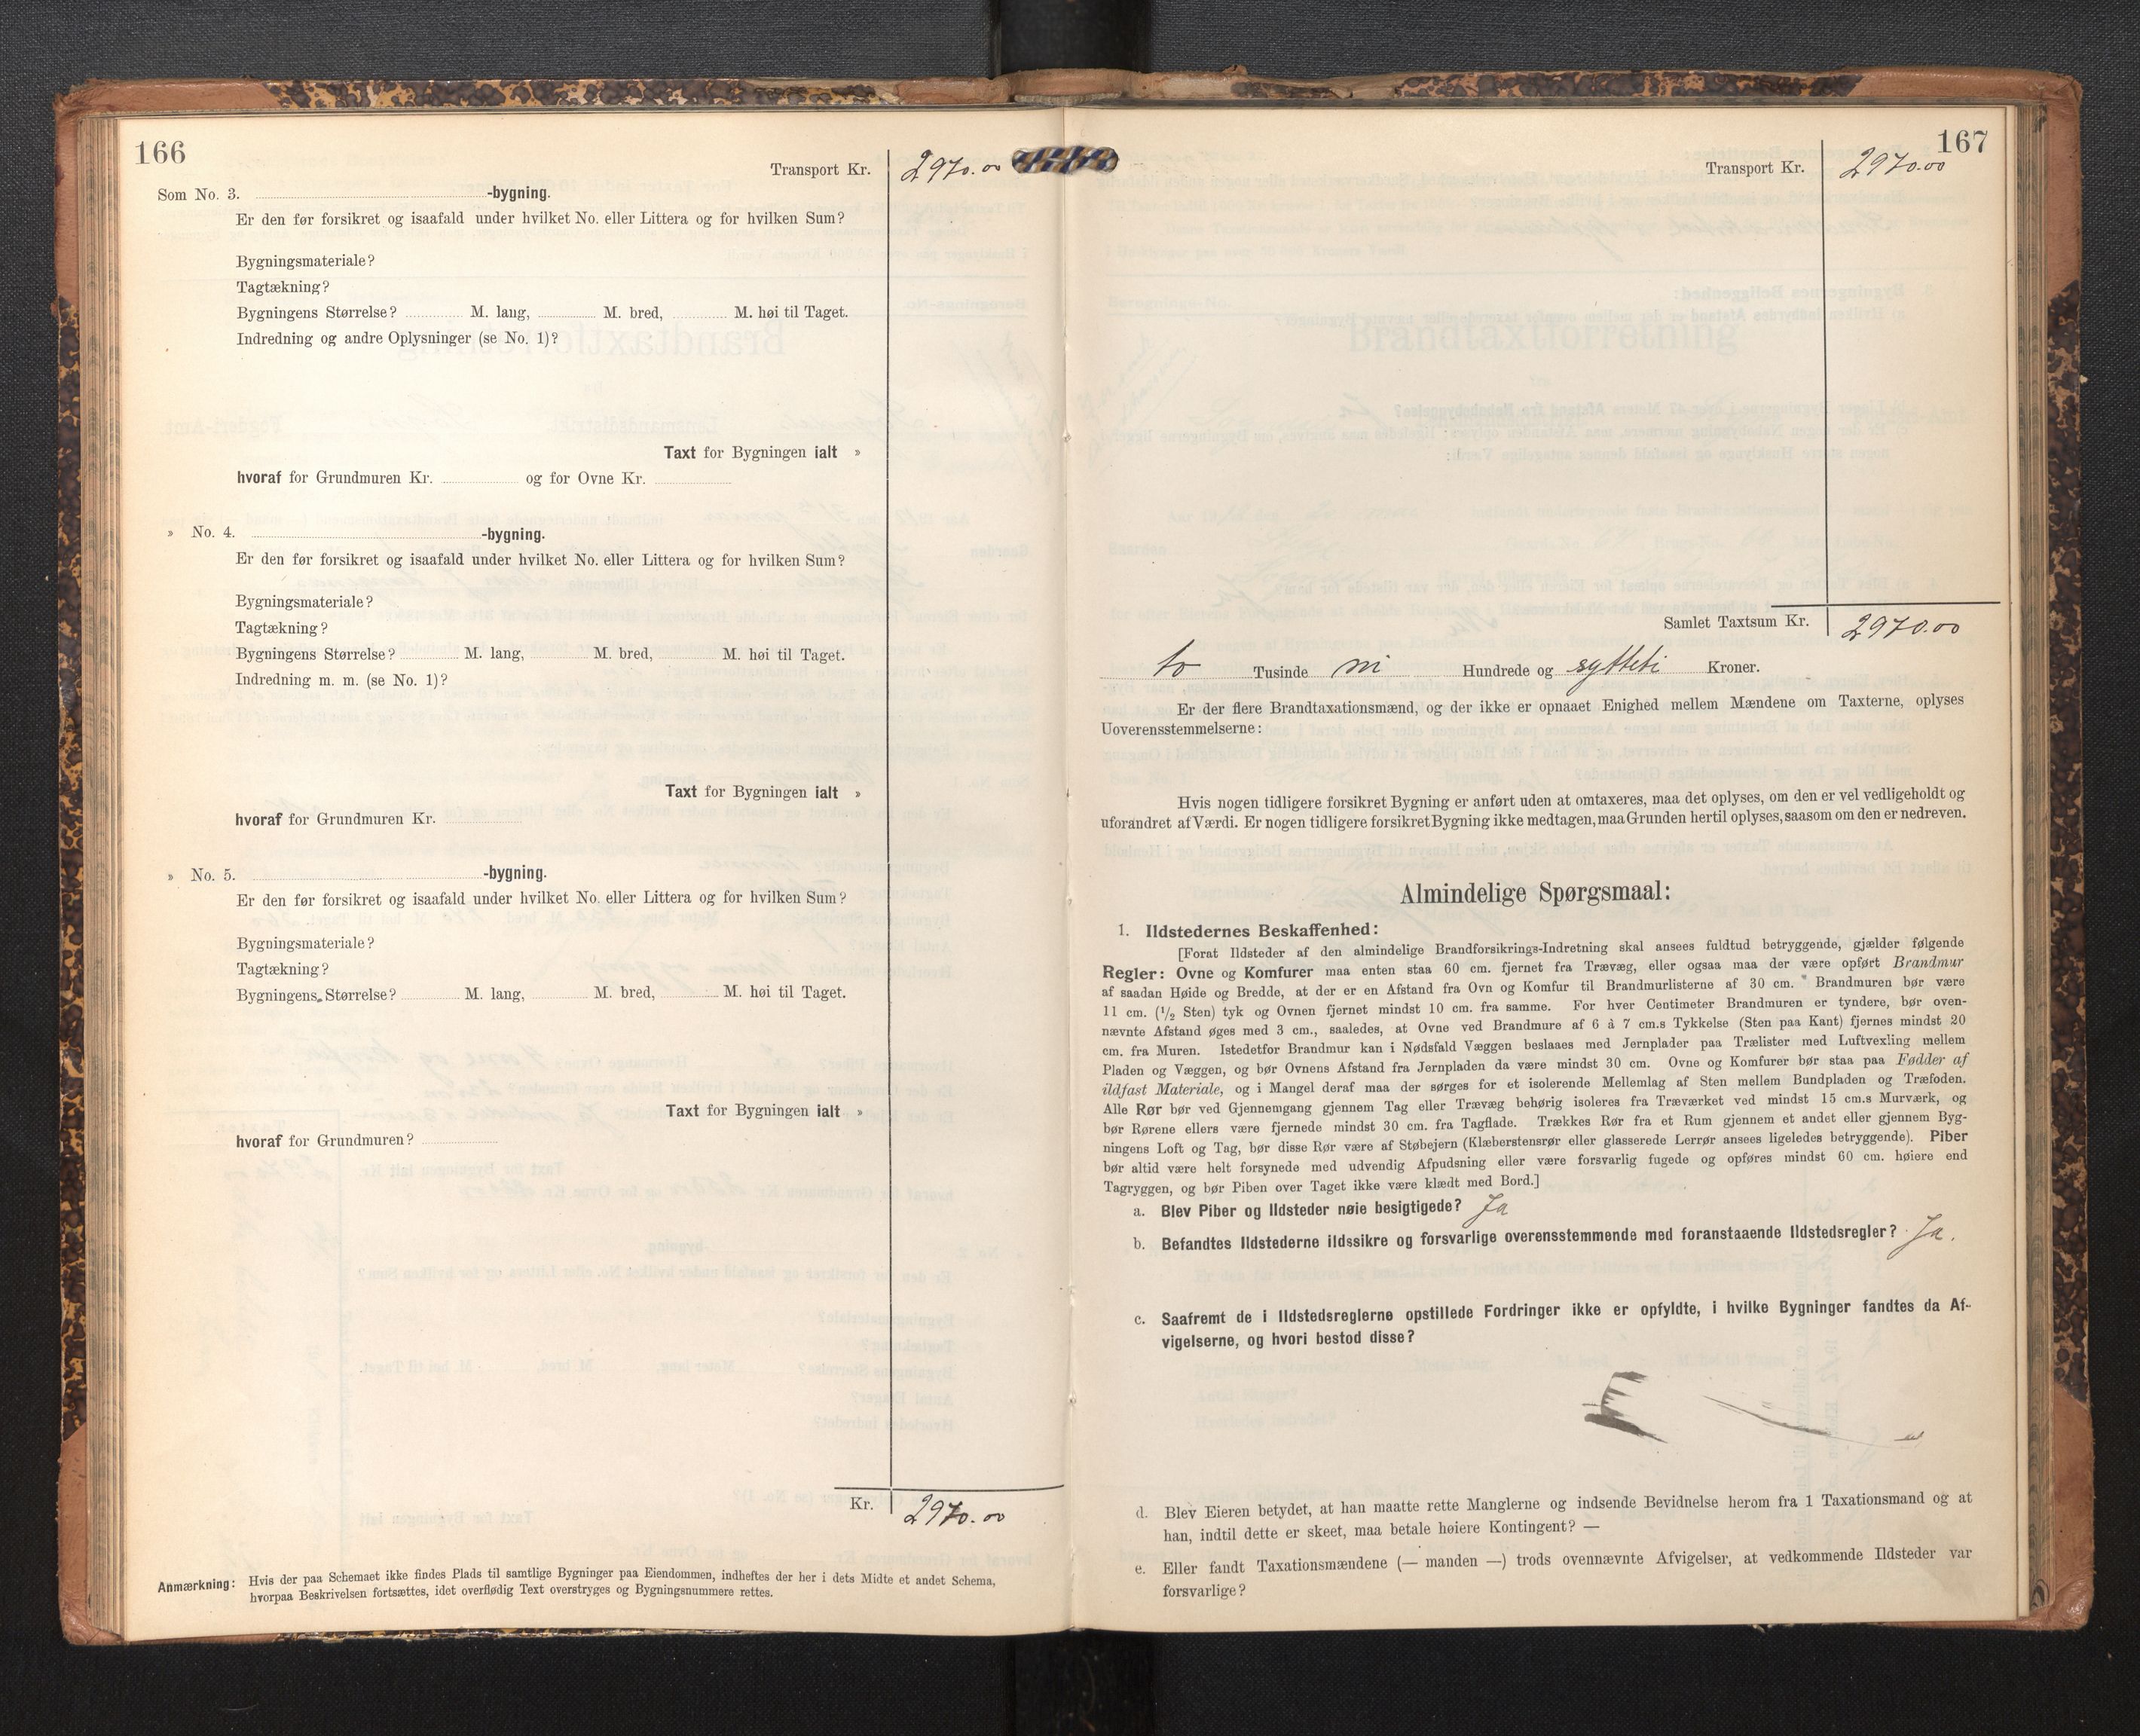 166
Transport Kr. 2970.00
Som No. 3. -bygning.
Er den før forsikret og isaafald under hvilket No. eller Littera og for hvilken Sum?
Bygningsmateriale?
Tagtækning?
Bygningens Størrelse? M. lang, M. bred, M. høi til Taget.
Indredning og andre Oplysninger (se No. 1)?
Taxt for Bygningen ialt »
hvoraf for Grundmuren Kr. og for Ovne Kr.
» No. 4. -bygning.
Er den før forsikret og isaafald under hvilket No. eller Littera og for hvilken Sum?
Bygningsmateriale?
Tagtækning?
Bygningens Størrelse? M. lang, M. bred, M. høi til Taget.
Indredning m. m. (se No. 1)?
Taxt for Bygningen ialt »
hvoraf for Grundmuren Kr.
» No. 5. -bygning.
Er den før forsikret og isaafald under hvilket No. eller Littera og for hvilken Sum?
Bygningsmateriale?
Tagtækning?
Bygningens Størrelse? M. lang, M. bred, M. høi til Taget.
Taxt for Bygningen ialt »
hvoraf for Grundmuren?
Kr. 2970.00
Anmærkning: Hvis der paa Schemaet ikke findes Plads til samtlige Bygninger paa Eiendommen, indheftes der her i dets Midte et andet Schema,
hvorpaa Beskrivelsen fortsættes, idet overflødig Text overstryges og Bygningsnummere rettes.
167
Transport Kr. 2970.00
Samlet Taxtsum Kr. 2970.00
to Tusinde ni Hundrede og sytteti Kroner.
Er der flere Brandtaxationsmænd, og der ikke er opnaaet Enighed mellem Mændene om Taxterne, oplyses
Uoverensstemmelserne:
Hvis nogen tidligere forsikret Bygning er anført uden at omtaxeres, maa det oplyses, om den er vel vedligeholdt og
uforandret af Værdi. Er nogen tidligere forsikret Bygning ikke medtagen, maa Grunden hertil oplyses, saasom om den er nedreven.
Almindelige Spørgsmaal:
1. Ildstedernes Beskaffenhed:
[Forat Ildsteder af den almindelige Brandforsikrings-Indretning skal ansees fuldtud betryggende, gjælder følgende
Regler: Ovne og Komfurer maa enten staa 60 cm. fjernet fra Trævæg, eller ogsaa maa der være opført Brandmur
af saadan Høide og Bredde, at der er en Afstand fra Ovn og Komfur til Brandmurlisterne af 30 cm. Brandmuren bør være
11 cm. (1/2 Sten) tyk og Ovnen fjernet mindst 10 cm. fra samme. For hver Centimeter Brandmuren er tyndere, bør oven-
nævnte Afstand øges med 3 cm., saaledes, at Ovne ved Brandmure af 6 à 7 cm.s Tykkelse (Sten paa Kant) fjernes mindst 20
cm. fra Muren. Istedetfor Brandmur kan i Nødsfald Væggen beslaaes med Jernplader paa Trælister med Luftvexling mellem
Pladen og Væggen, og bør Ovnens Afstand fra Jernpladen da være mindst 30 cm. Ovne og Komfurer bør staa paa Fødder af
ildfast Materiale, og i Mangel deraf maa der sørges for et isolerende Mellemlag af Sten mellem Bundpladen og Træfoden.
Alle Rør bør ved Gjennemgang gjennem Tag eller Trævæg behørig isoleres fra Træværket ved mindst 15 cm.s Murværk, og
bør Rørene ellers være fjernede mindst 30 cm. fra Tagflade. Trækkes Rør fra et Rum gjennem et andet eller gjennem Byg-
ningens Loft og Tag, bør disse Rør være af Støbejern (Klæberstensrør eller glasserede Lerrør ansees ligeledes betryggende). Piber
bør altid være helt forsynede med udvendig Afpudsning eller være forsvarlig fugede og opføres mindst 60 cm. høiere end
Tagryggen, og bør Piben over Taget ikke være klædt med Bord.]
a. Blev Piber og Ildsteder nøie besigtigede? Ja
b. Befandtes Ildstederne ildssikre og forsvarlige overensstemmende med foranstaaende Ildstedsregler? Ja.
c. Saafremt de i Ildstedsreglerne opstillede Fordringer ikke er opfyldte, i hvilke Bygninger fandtes da Af-
vigelserne, og hvori bestod disse?
d. Blev Eieren betydet, at han maatte rette Manglerne og indsende Bevidnelse herom fra 1 Taxationsmand og at
han, indtil dette er skeet, maa betale høiere Kontingent? —
e. Eller fandt Taxationsmændene (— manden —) trods ovennævnte Afvigelser, at vedkommende Ildsteder var
forsvarlige?